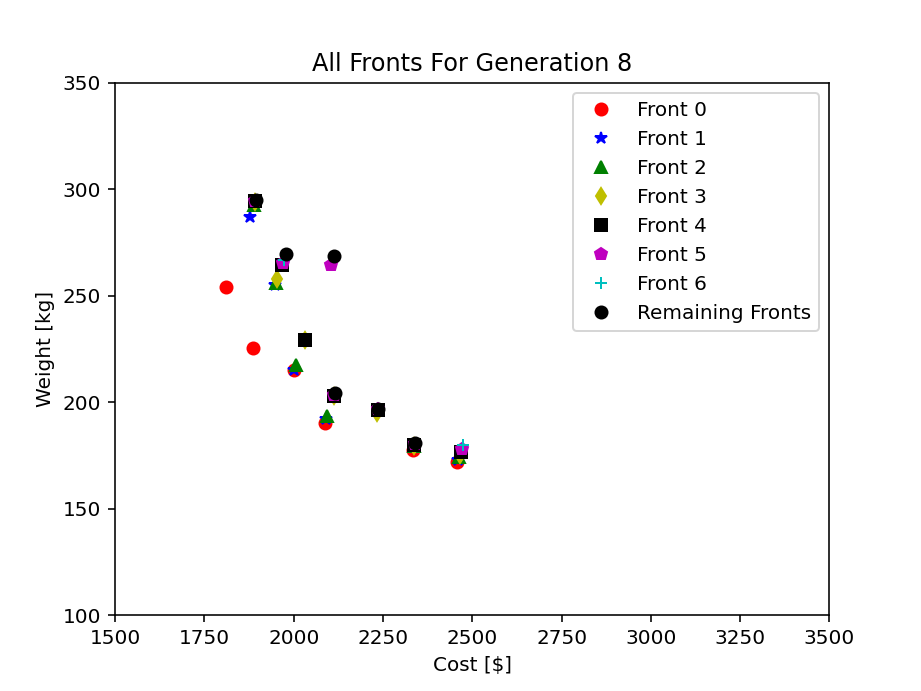 All Fronts For Generation 8
350
300
250
200
150
100
Weight [kg]
1500 1750 2000 2250 2500 2750 3000 3250 3500
Cost [$]
Front 0
Front 1
Front 2
Front 3
Front 4
Front 5
Front 6
Remaining Fronts